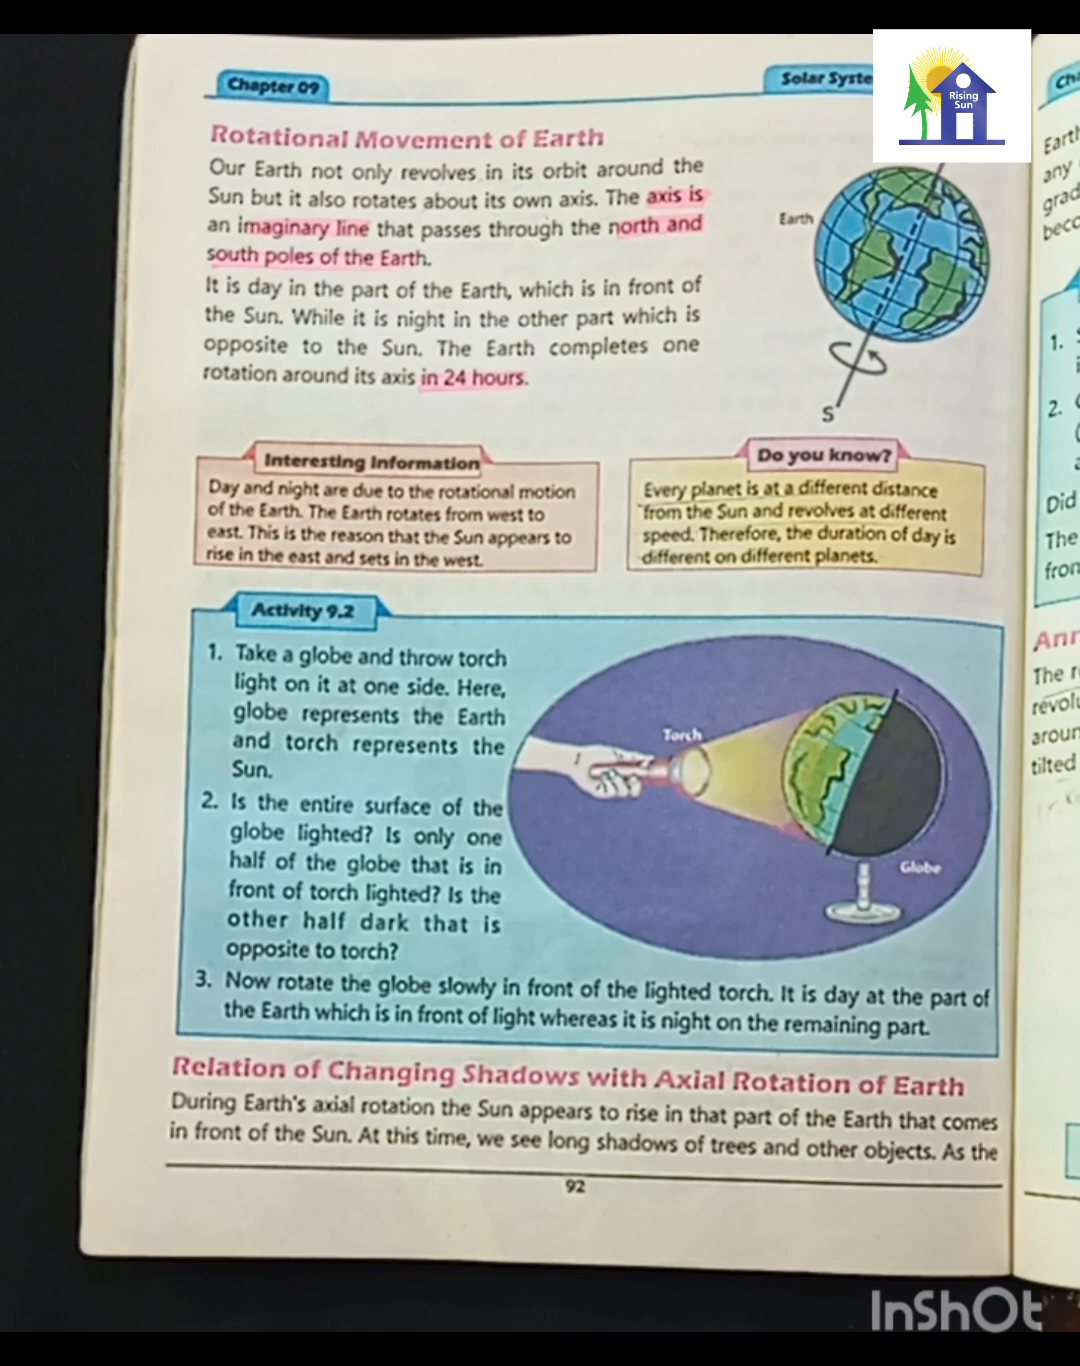 Chapter 09
Solar Syste
Rising
Sun
Rotational Movement of Earth
Our Earth not only revolves in its orbit around the
Sun but it also rotates about its own axis. The axis is
an imaginary line that passes through the north and
south poles of the Earth.
It is day in the part of the Earth, which is in front of
the Sun. While it is night in the other part which is
opposite to the Sun. The Earth completes one
rotation around its axis in 24 hours.
Earth
S
Interesting Information
Day and night are due to the rotational motion
of the Earth. The Earth rotates from west to
east. This is the reason that the Sun appears to
rise in the east and sets in the west.
Do you know?
Every planet is at a different distance
from the Sun and revolves at different
speed. Therefore, the duration of day is
different on different planets.
Activity 9.2
1. Take a globe and throw torch
light on it at one side. Here,
globe represents the Earth
and torch represents the
Sun.
2. Is the entire surface of the
globe lighted? Is only one
half of the globe that is in
front of torch lighted? Is the
other half dark that is
opposite to torch?
Torch
Globe
3. Now rotate the globe slowly in front of the lighted torch. It is day at the part of
the Earth which is in front of light whereas it is night on the remaining part.
Relation of Changing Shadows with Axial Rotation of Earth
During Earth's axial rotation the Sun appears to rise in that part of the Earth that comes
in front of the Sun. At this time, we see long shadows of trees and other objects. As the
92
Earth
any
grad
beco
1.
2.
Did
The
from
Ann
The r
revolu
aroun
tilted
InShOt